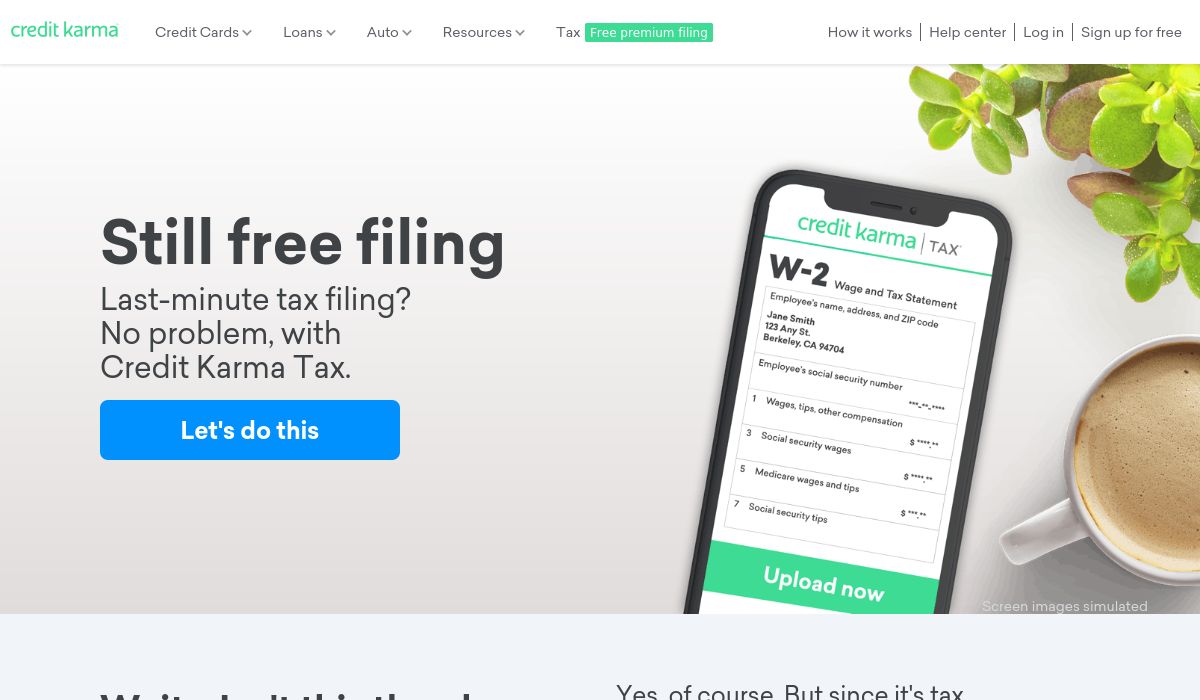 credit karma
Credit Cards
Loans
Auto
Resources
Tax Free premium filing
How it works
Help center
Log in
Sign up for free
Still free filing
Last-minute tax filing?
No problem, with
Credit Karma Tax.
Let's do this
credit karma | TAX
W-2 Wage and Tax Statement
Employee's name, address, and ZIP code
Jane Smith
123 Any St.
Berkeley, CA 94704
Employee's social security number
***-**-****
1 Wages, tips, other compensation
$ ****.**
3 Social security wages
$ ****.**
5 Medicare wages and tips
$ ***.**
7 Social security tips
Upload now
Screen images simulated
Yes, of course. But since it's tax